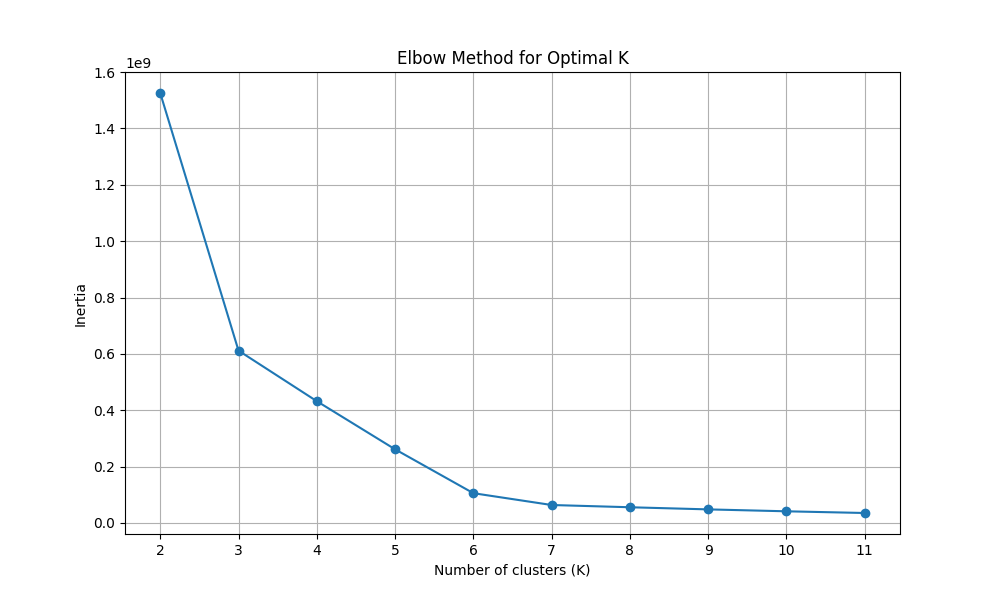 Elbow Method for Optimal K
1e9
1.6
1.4
1.2
1.0
0.8
0.6
0.4
0.2
0.0
Inertia
2 3 4 5 6 7 8 9 10 11
Number of clusters (K)